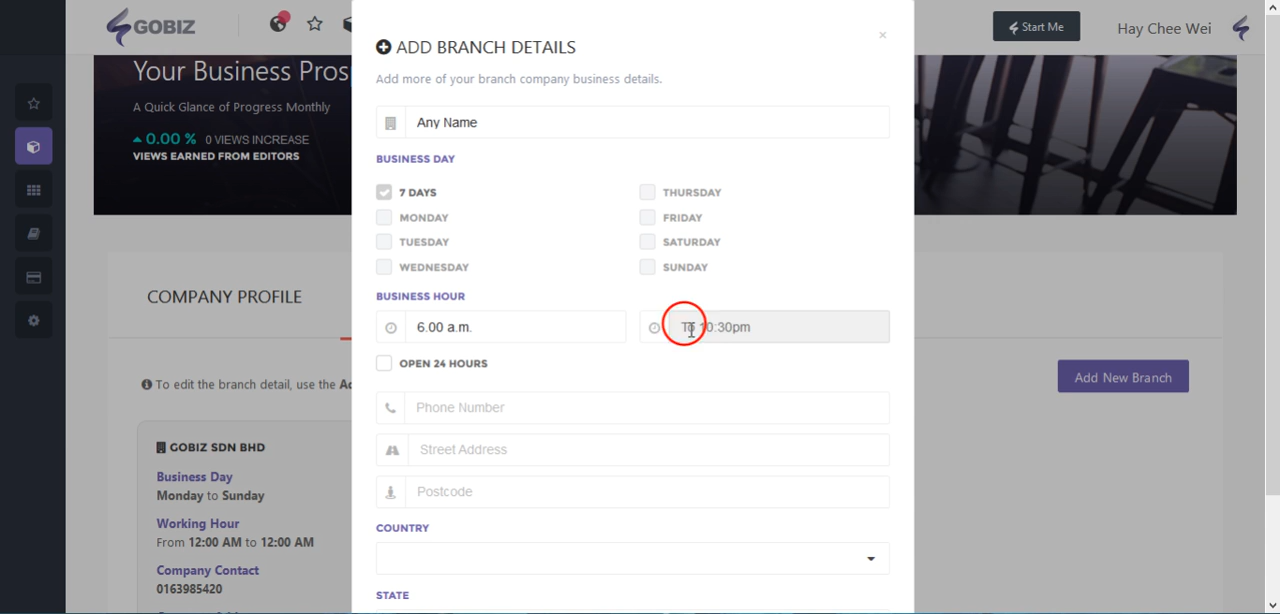 GOBIZ
Start Me
Hay Chee Wei
Your Business Prosp
A Quick Glance of Progress Monthly
0.00 % 0 VIEWS INCREASE
VIEWS EARNED FROM EDITORS
ADD BRANCH DETAILS
×
Add more of your branch company business details.
Any Name
BUSINESS DAY
7 DAYS
THURSDAY
MONDAY
FRIDAY
TUESDAY
SATURDAY
WEDNESDAY
SUNDAY
BUSINESS HOUR
6.00 a.m.
To 10:30pm
OPEN 24 HOURS
Phone Number
Street Address
Postcode
COUNTRY
STATE
COMPANY PROFILE
To edit the branch detail, use the Ac
Add New Branch
GOBIZ SDN BHD
Business Day
Monday to Sunday
Working Hour
From 12:00 AM to 12:00 AM
Company Contact
0163985420